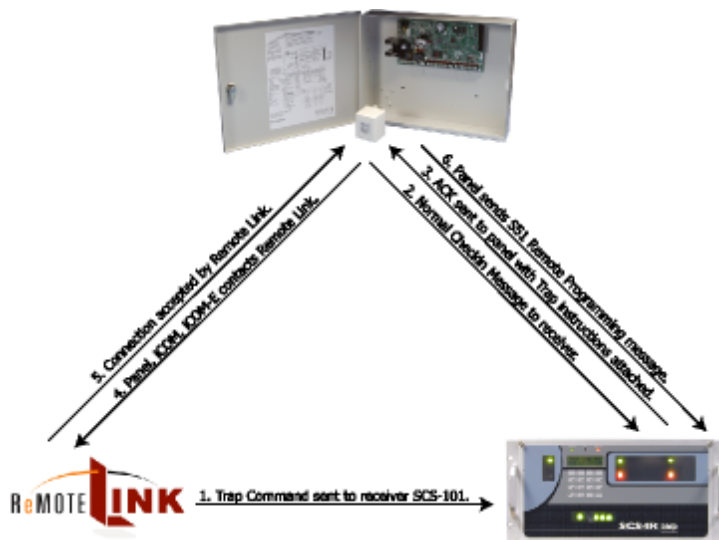 6. Panel sends S51 Remote Programming message.
3. ACK sent to panel with Trap instructions attached.
2. Normal Checkin Message to receiver.
5. Connection accepted by Remote Link.
4. Panel, iCOM, iCOM-E contacts Remote Link.
ReMOTE LINK
1. Trap Command sent to receiver SCS-101.
SCS-1R